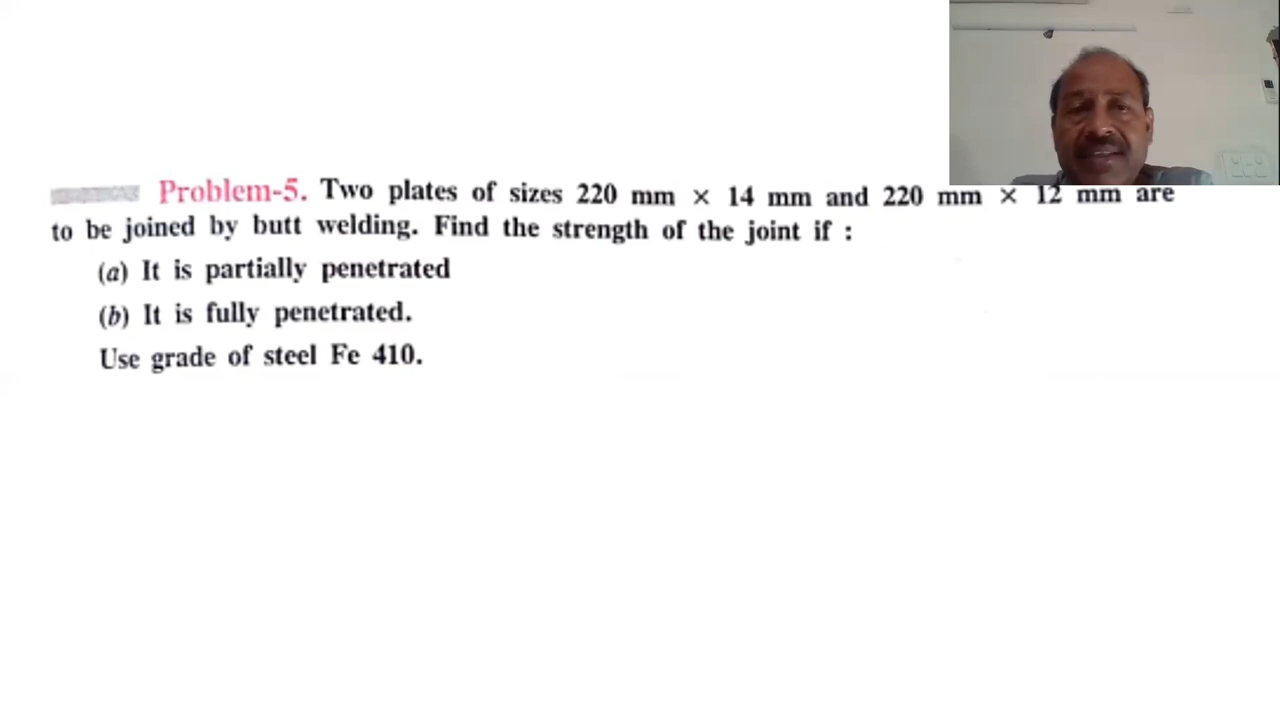 Problem-5. Two plates of sizes 220 mm × 14 mm and 220 mm × 12 mm are
to be joined by butt welding. Find the strength of the joint if :
(a) It is partially penetrated
(b) It is fully penetrated.
Use grade of steel Fe 410.